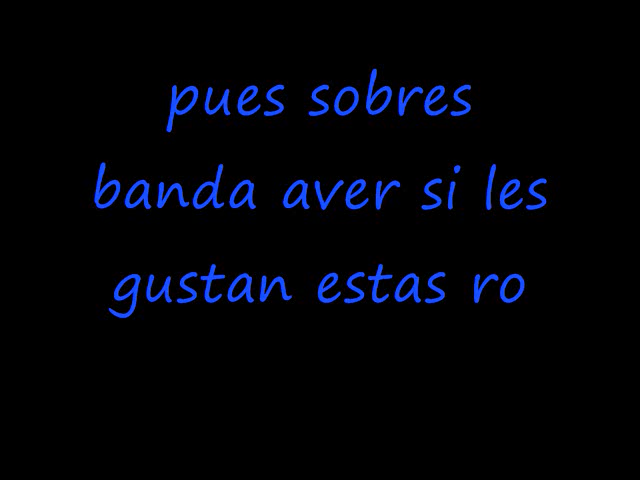 pues sobres
banda aver si les
gustan estas ro